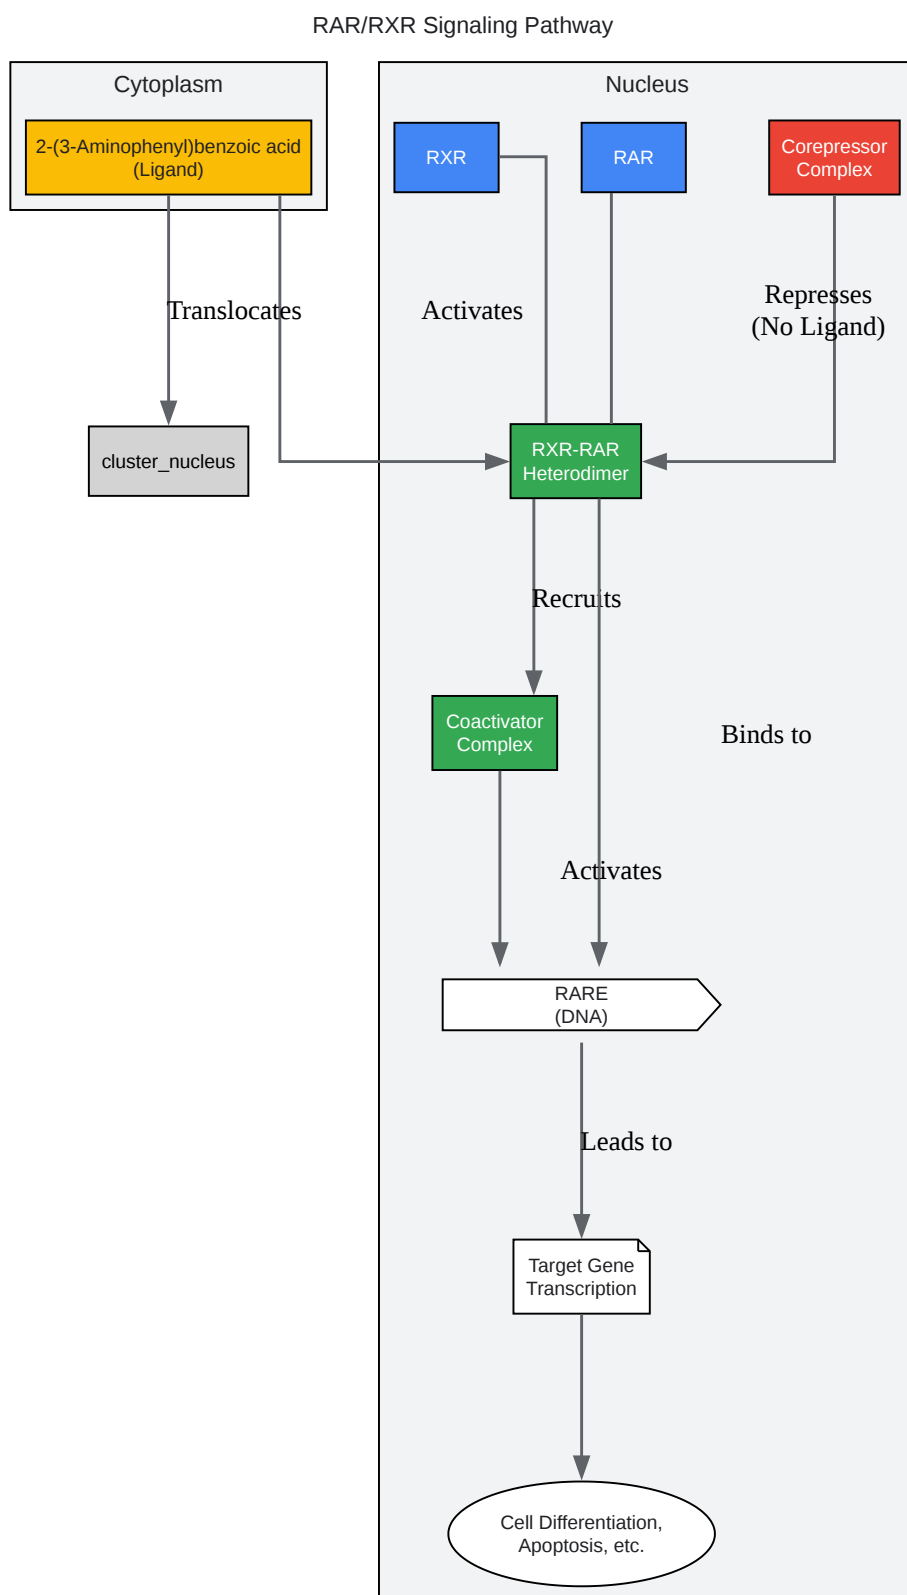 RAR/RXR Signaling Pathway
Cytoplasm
Nucleus
2-(3-Aminophenyl)benzoic acid
(Ligand)
RXR
RAR
Corepressor
Complex
Translocates
Activates
Represses
(No Ligand)
cluster_nucleus
RXR-RAR
Heterodimer
Recruits
Coactivator
Complex
Binds to
Activates
RARE
(DNA)
Leads to
Target Gene
Transcription
Cell Differentiation,
Apoptosis, etc.